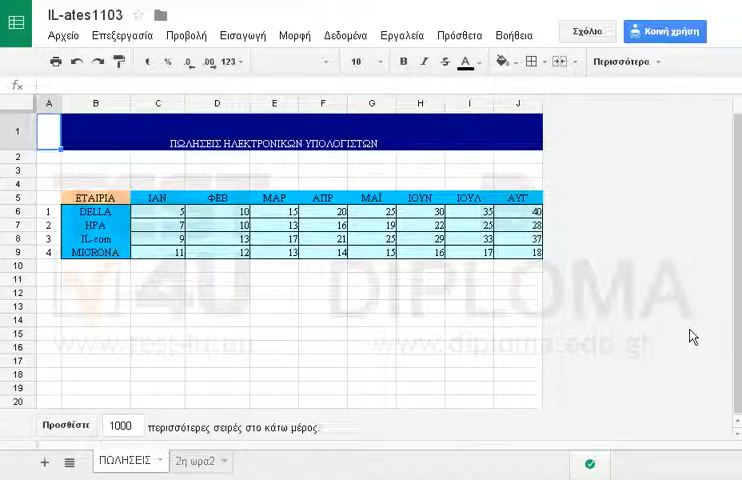 IL-ates1103
Αρχείο Επεξεργασία Προβολή Εισαγωγή Μορφή Δεδομένα Εργαλεία Πρόσθετα Βοήθεια
Σχόλια
Κοινή χρήση
€ % .0 .00 123 10 B I S A Περισσότερα
fx
A B C D E F G H I J
1 ΠΩΛΗΣΕΙΣ ΗΛΕΚΤΡΟΝΙΚΩΝ ΥΠΟΛΟΓΙΣΤΩΝ
2
3
4
5 ΕΤΑΙΡΙΑ ΙΑΝ ΦΕΒ ΜΑΡ ΑΠΡ ΜΑΪ ΙΟΥΝ ΙΟΥΛ ΑΥΓ
6 1 DELLA 5 10 15 20 25 30 35 40
7 2 HPA 7 10 13 16 19 22 25 28
8 3 IL-com 9 13 17 21 25 29 33 37
9 4 MICRONA 11 12 13 14 15 16 17 18
10
11
12
13
14
15
16
17
18
19
20
TEST
4U DIPLOMA
Προσθέστε 1000 περισσότερες σειρές στο κάτω μέρος.
ΠΩΛΗΣΕΙΣ 2η ωρα2